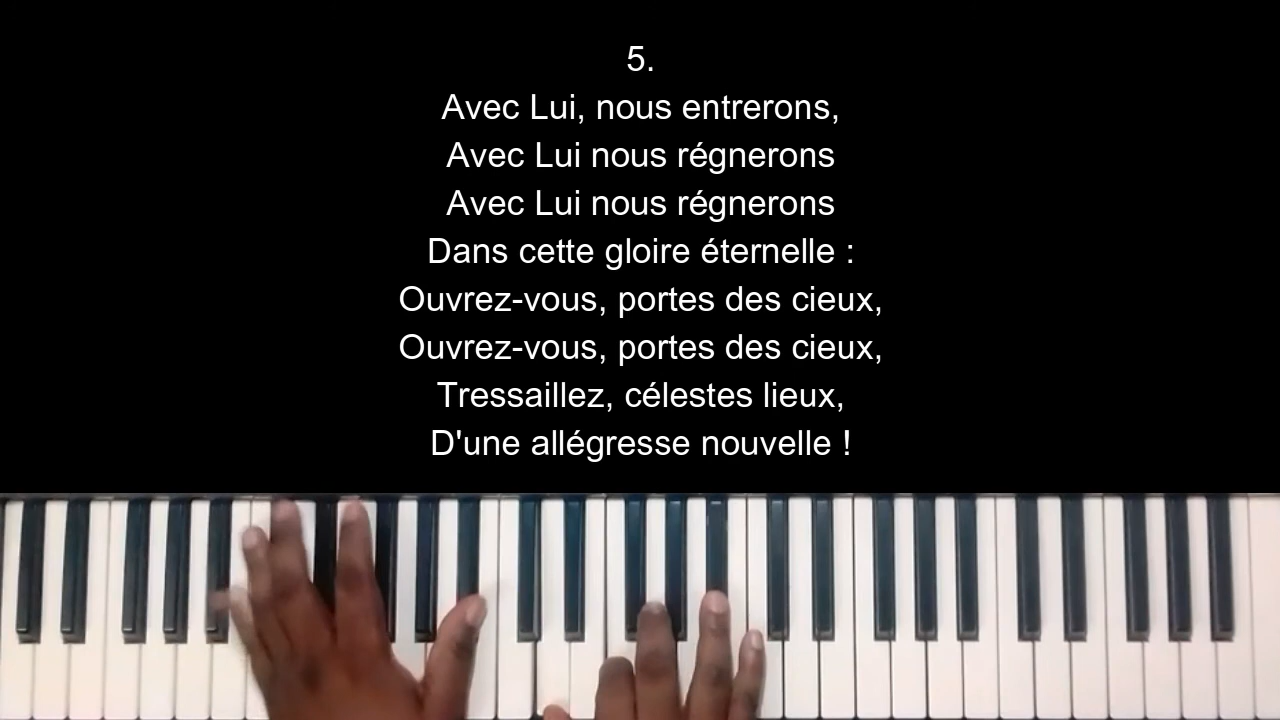 5.
Avec Lui, nous entrerons,
Avec Lui nous régnerons
Avec Lui nous régnerons
Dans cette gloire éternelle :
Ouvrez-vous, portes des cieux,
Ouvrez-vous, portes des cieux,
Tressaillez, célestes lieux,
D'une allégresse nouvelle !